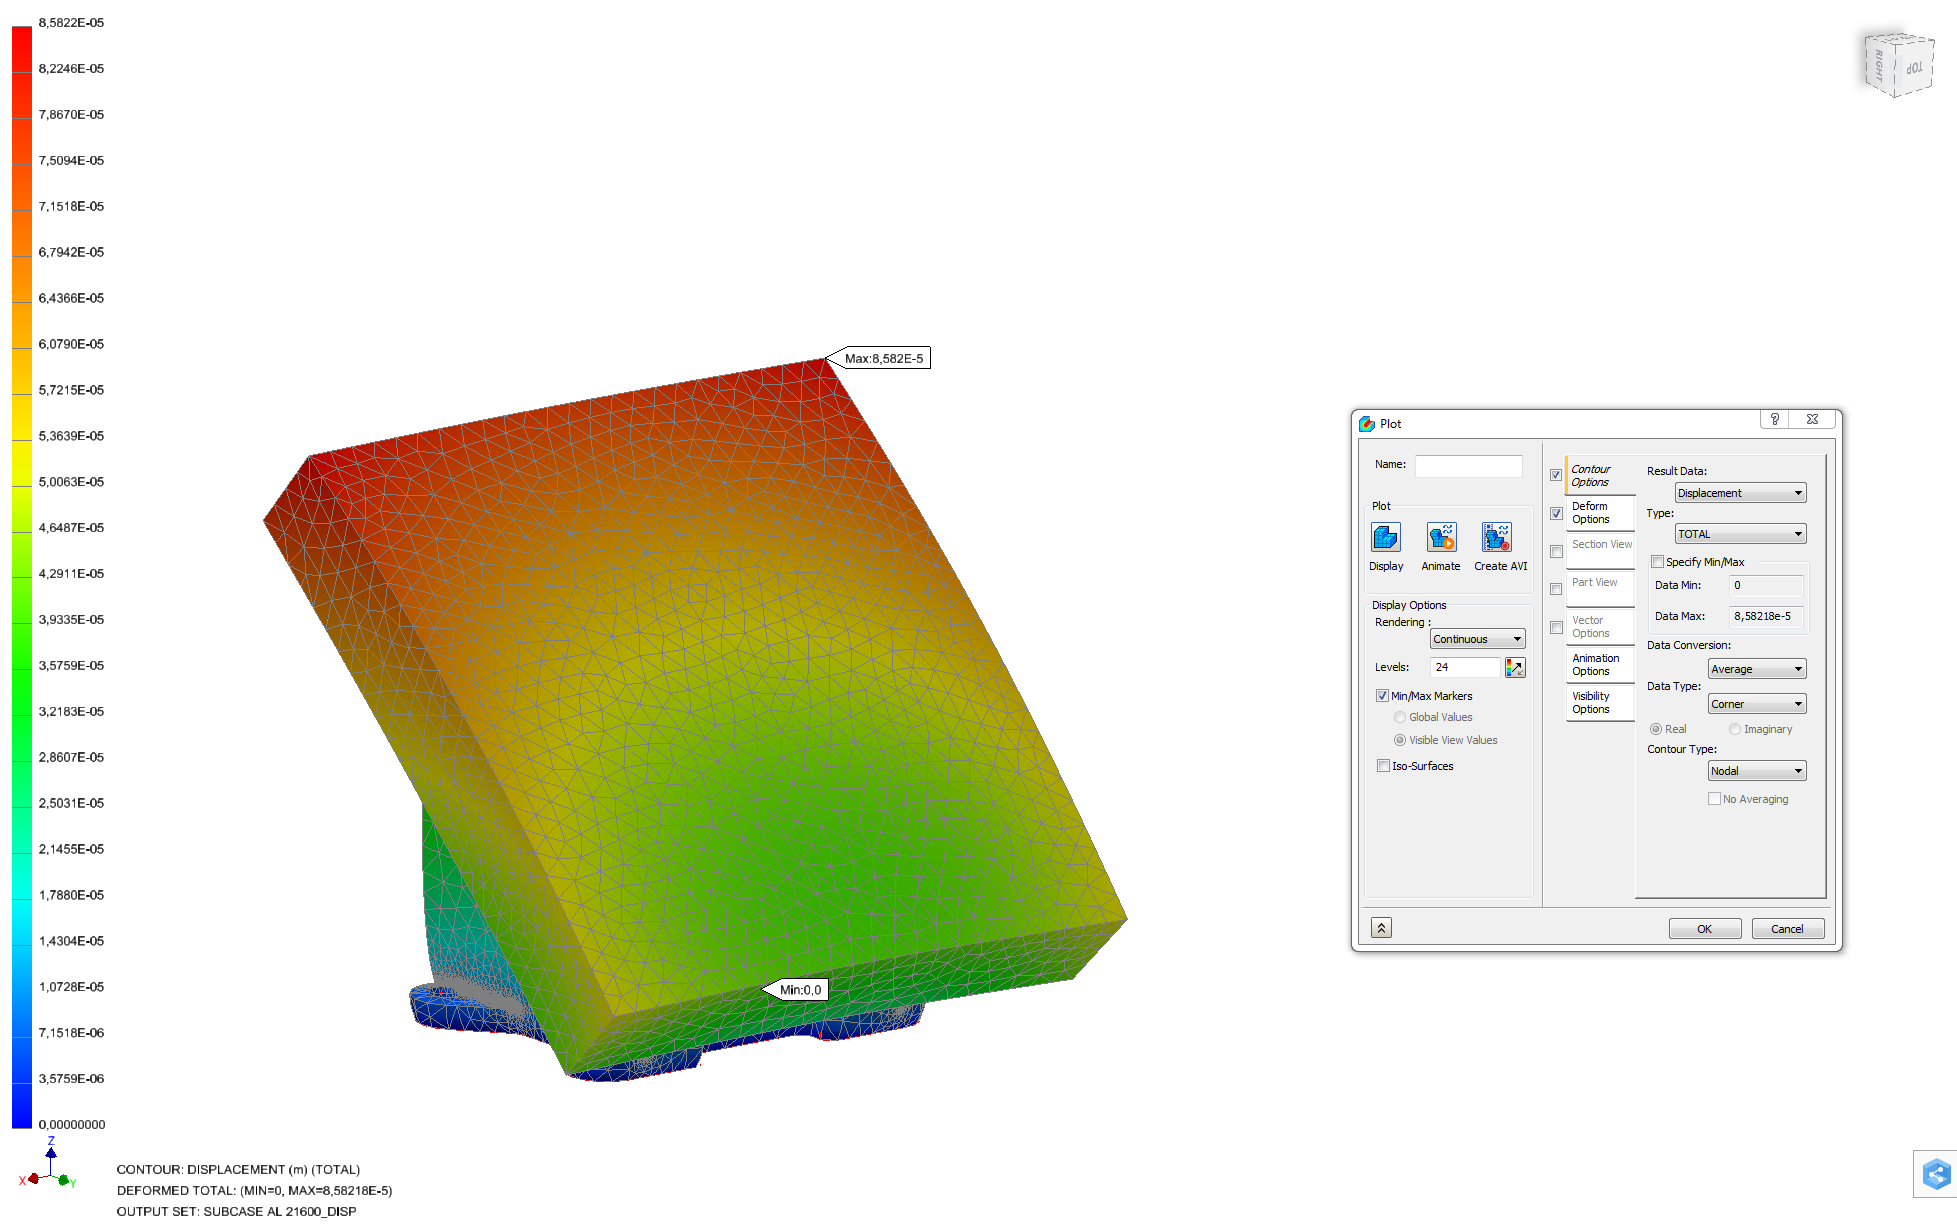 8,5822E-05
8,2246E-05
7,8670E-05
7,5094E-05
7,1518E-05
6,7942E-05
6,4366E-05
6,0790E-05
5,7215E-05
5,3639E-05
5,0063E-05
4,6487E-05
4,2911E-05
3,9335E-05
3,5759E-05
3,2183E-05
2,8607E-05
2,5031E-05
2,1455E-05
1,7880E-05
1,4304E-05
1,0728E-05
7,1518E-06
3,5759E-06
0,00000000
Z
X
Y
CONTOUR: DISPLACEMENT (m) (TOTAL)
DEFORMED TOTAL: (MIN=0, MAX=8,58218E-5)
OUTPUT SET: SUBCASE AL 21600_DISP
Max:8,582E-5
Min:0,0
RIGHT
TOP
Plot
?
Name:
Plot
Display
Animate
Create AVI
Display Options
Rendering :
Continuous
Levels:
24
Min/Max Markers
Global Values
Visible View Values
Iso-Surfaces
Contour
Options
Deform
Options
Section View
Part View
Vector
Options
Animation
Options
Visibility
Options
Result Data:
Displacement
Type:
TOTAL
Specify Min/Max
Data Min:
0
Data Max:
8,58218e-5
Data Conversion:
Average
Data Type:
Corner
Real
Imaginary
Contour Type:
Nodal
No Averaging
OK
Cancel